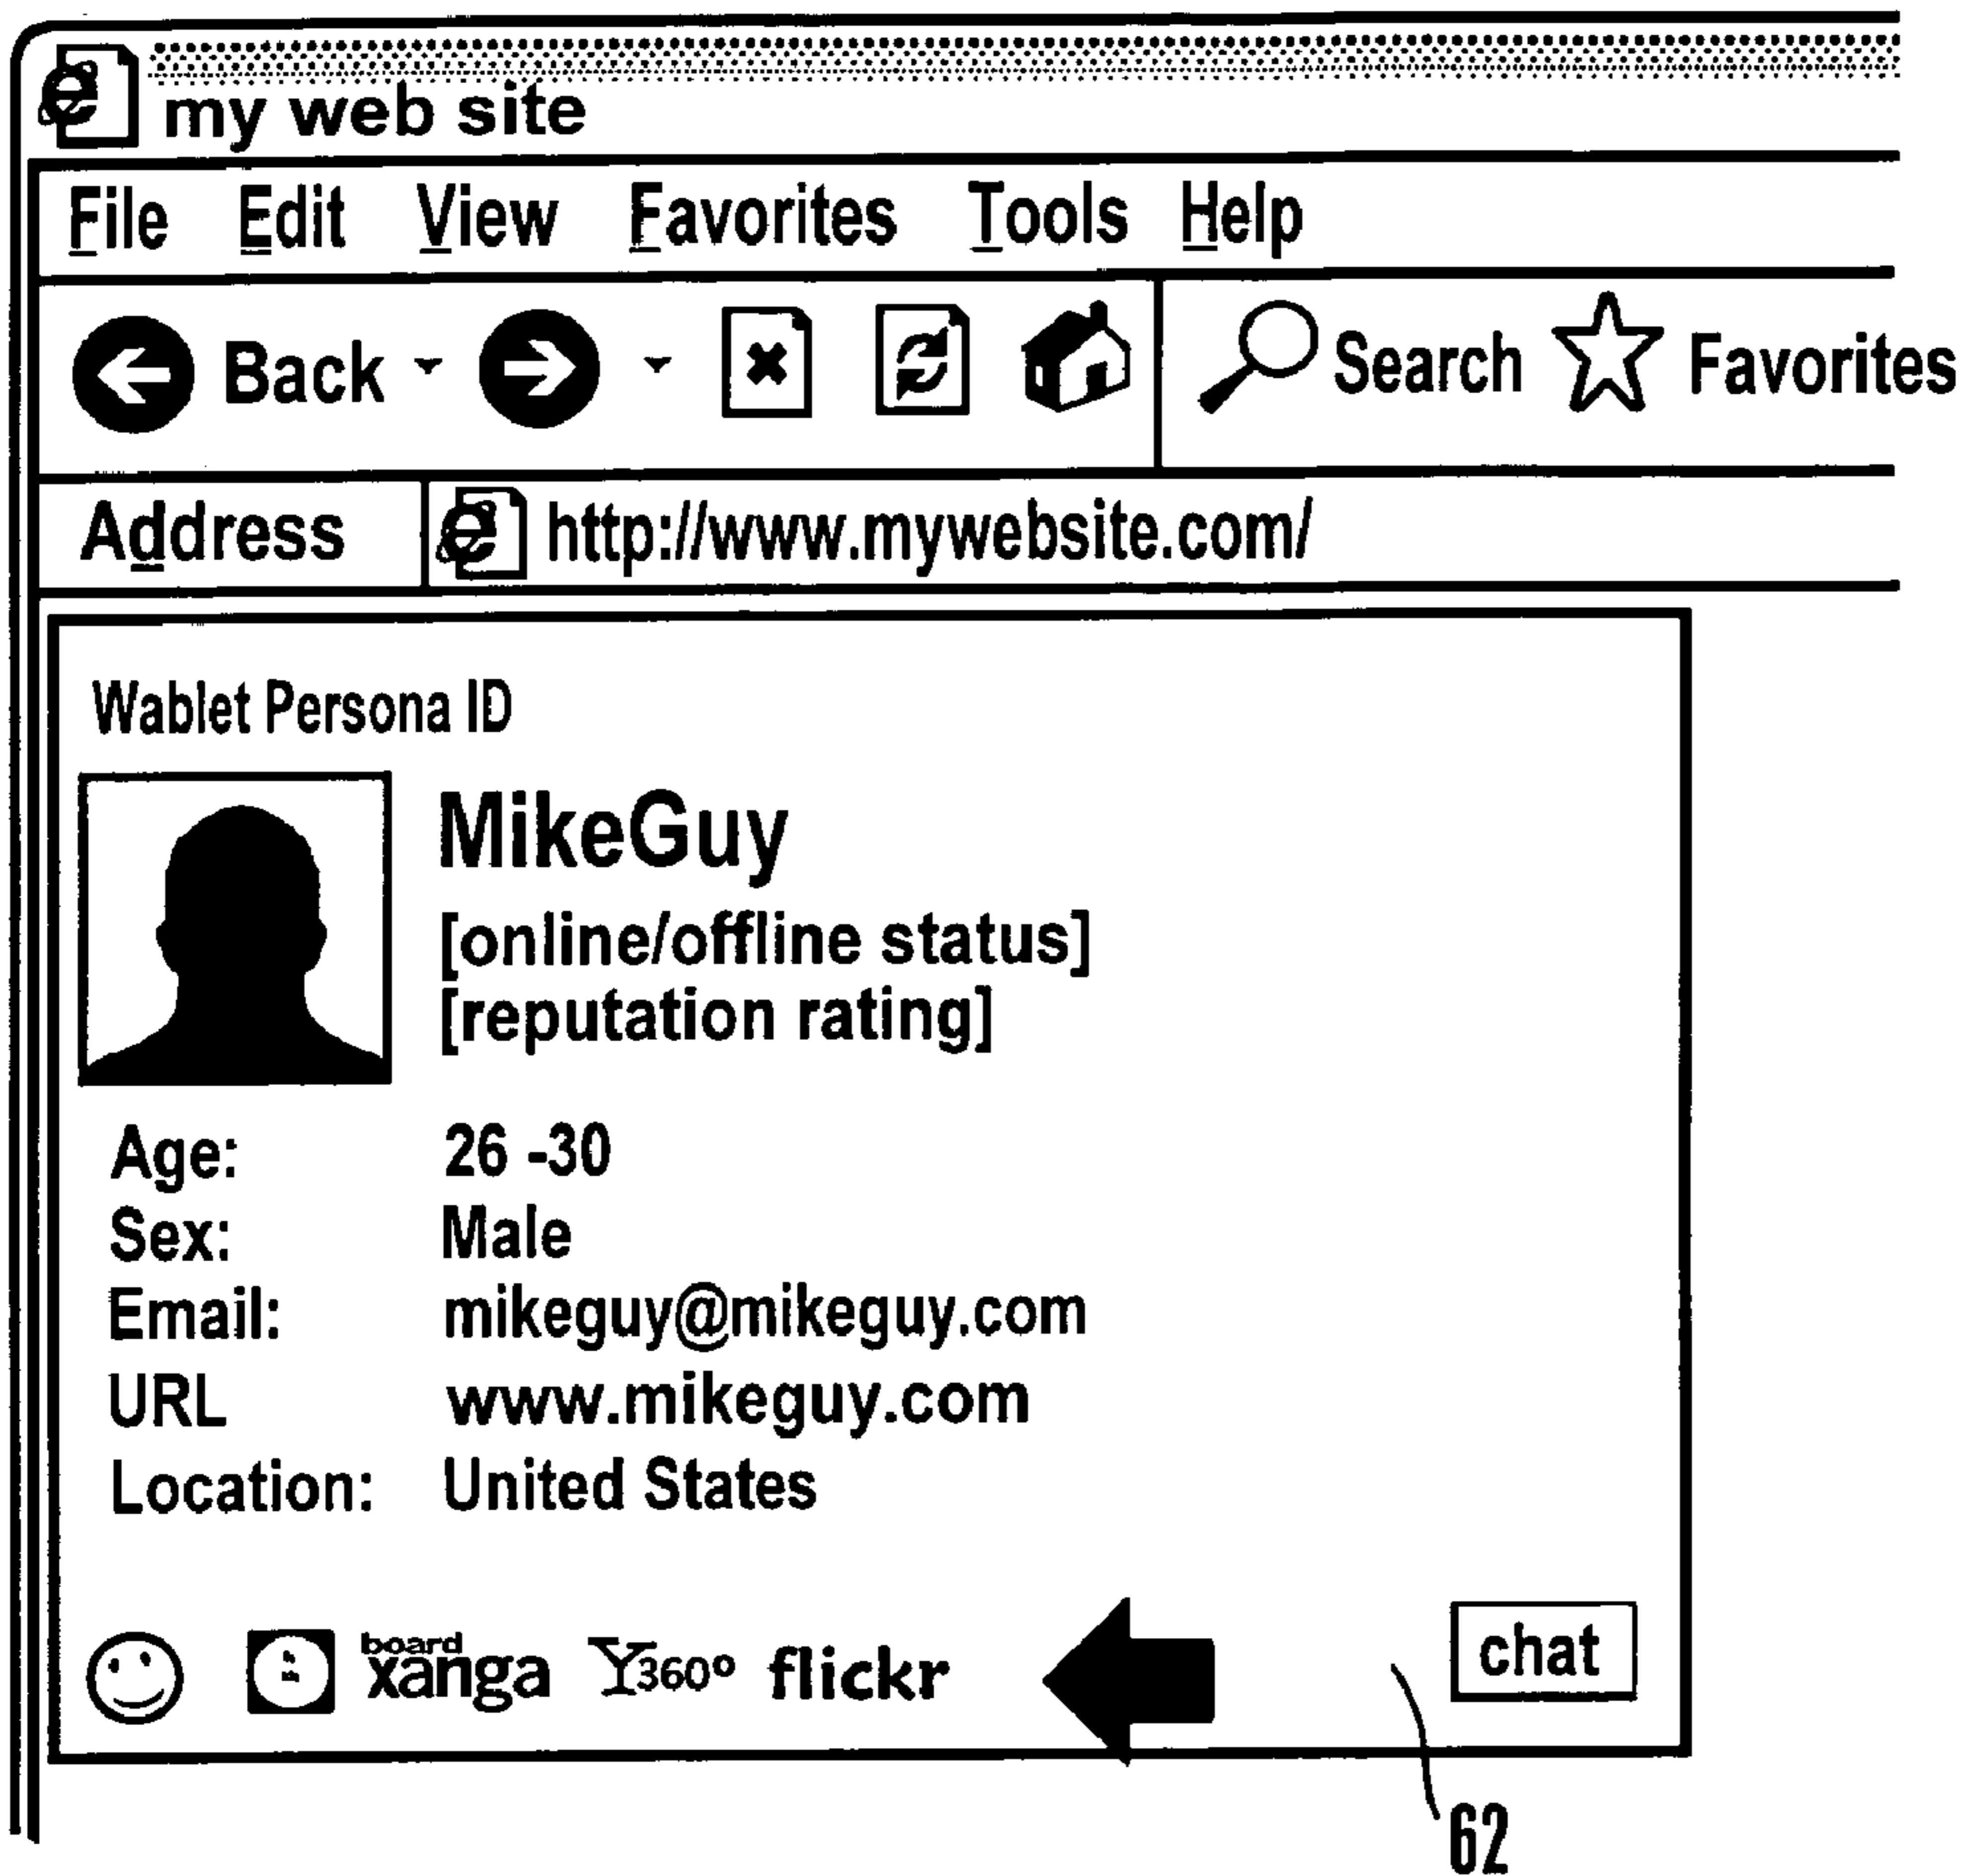 my web site
File Edit View Favorites Tools Help
Back Search Favorites
Address http://www.mywebsite.com/
Wablet Persona ID
MikeGuy
[online/offline status]
[reputation rating]
Age: 26 -30
Sex: Male
Email: mikeguy@mikeguy.com
URL www.mikeguy.com
Location: United States
board
xanga Y360° flickr chat
62